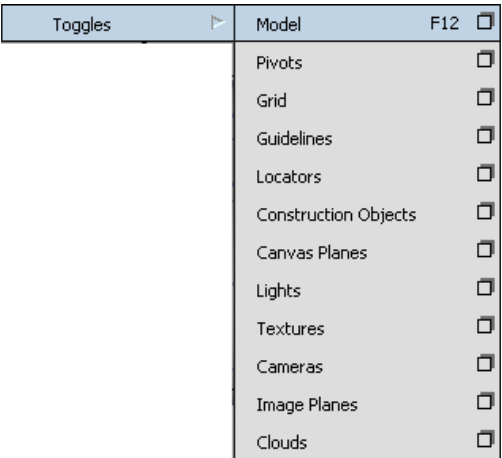 Toggles
Model F12
Pivots
Grid
Guidelines
Locators
Construction Objects
Canvas Planes
Lights
Textures
Cameras
Image Planes
Clouds